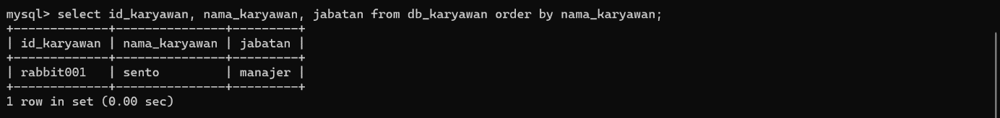 mysql> select id_karyawan, nama_karyawan, jabatan from db_karyawan order by nama_karyawan;
+-------------+---------------+---------+
| id_karyawan | nama_karyawan | jabatan |
+-------------+---------------+---------+
| rabbit001   | sento         | manajer |
+-------------+---------------+---------+
1 row in set (0.00 sec)